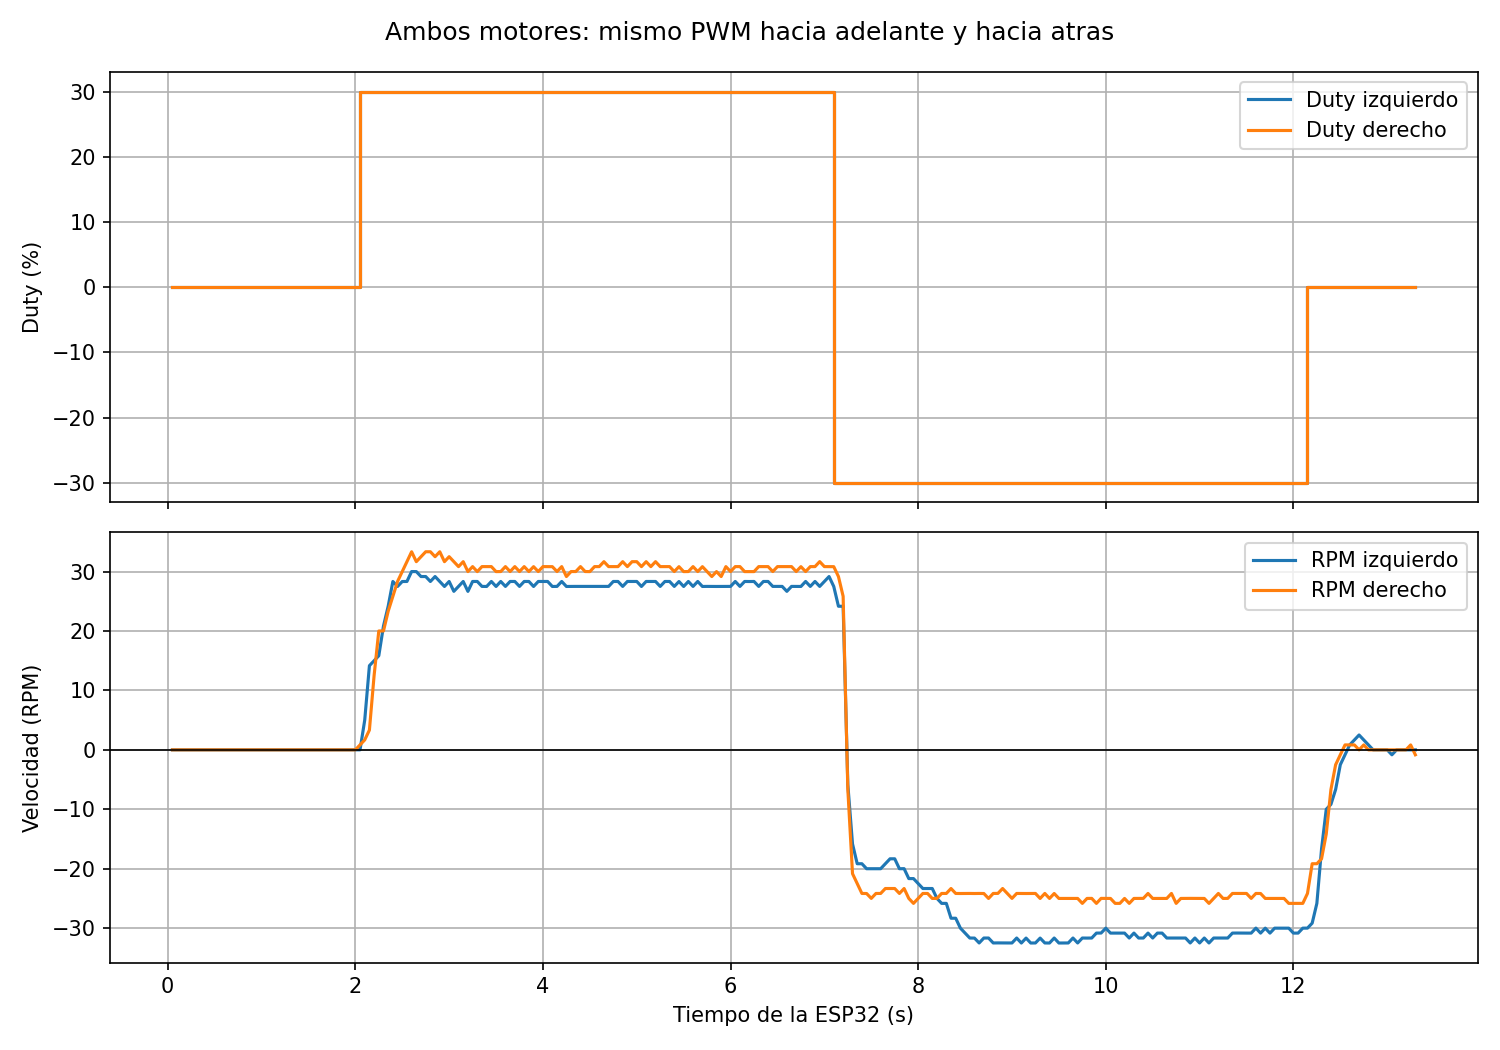 Ambos motores: mismo PWM hacia adelante y hacia atras
Duty (%)
30
20
10
0
−10
−20
−30
Duty izquierdo
Duty derecho
Velocidad (RPM)
30
20
10
0
−10
−20
−30
RPM izquierdo
RPM derecho
0 2 4 6 8 10 12
Tiempo de la ESP32 (s)